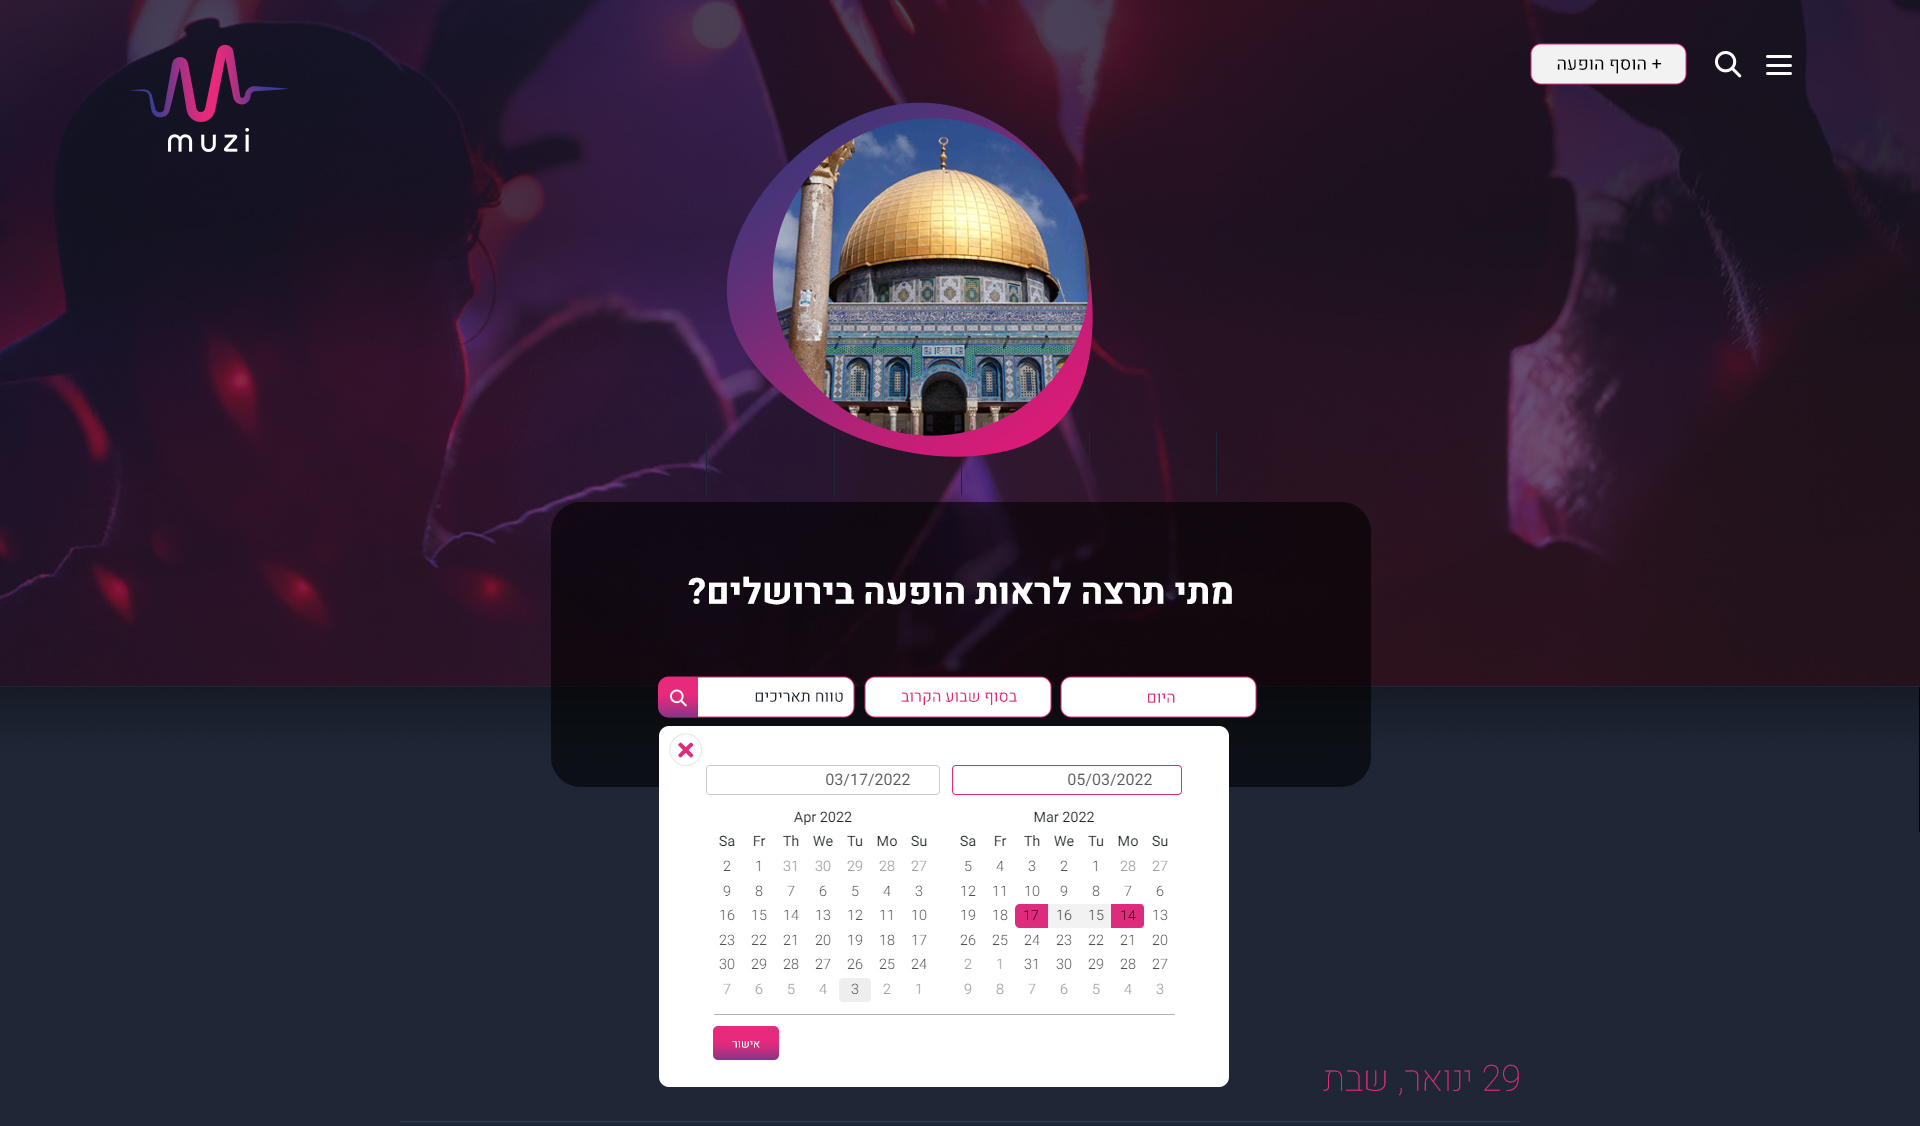 muzi
+ הוסף הופעה
מתי תרצה לראות הופעה בירושלים?
היום
בסוף שבוע הקרוב
טווח תאריכים
05/03/2022
03/17/2022
Mar 2022
Sa Fr Th We Tu Mo Su
5 4 3 2 1 28 27
12 11 10 9 8 7 6
19 18 17 16 15 14 13
26 25 24 23 22 21 20
2 1 31 30 29 28 27
9 8 7 6 5 4 3
Apr 2022
Sa Fr Th We Tu Mo Su
2 1 31 30 29 28 27
9 8 7 6 5 4 3
16 15 14 13 12 11 10
23 22 21 20 19 18 17
30 29 28 27 26 25 24
7 6 5 4 3 2 1
אישור
29 ינואר, שבת